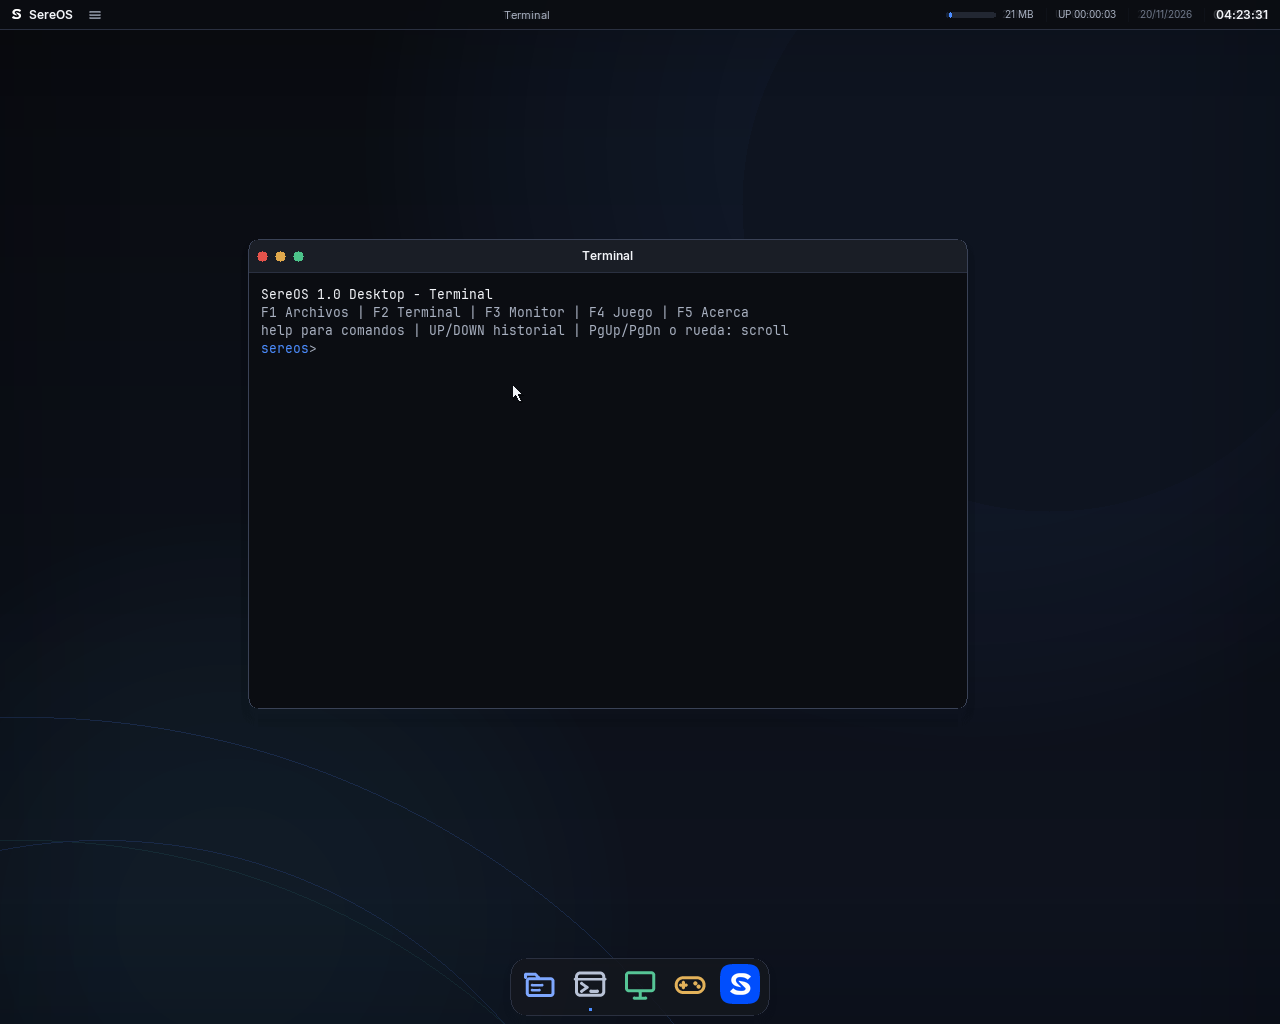 SereOS Terminal 21 MB UP 00:00:03 20/11/2026 04:23:31
Terminal
SereOS 1.0 Desktop - Terminal
F1 Archivos | F2 Terminal | F3 Monitor | F4 Juego | F5 Acerca
help para comandos | UP/DOWN historial | PgUp/PgDn o rueda: scroll
sereos>